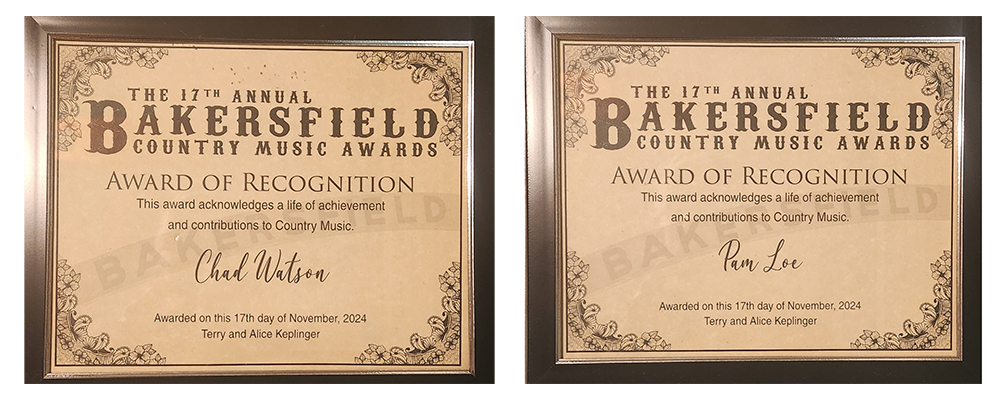 THE 17TH ANNUAL
BAKERSFIELD
COUNTRY MUSIC AWARDS
AWARD OF RECOGNITION
This award acknowledges a life of achievement
and contributions to Country Music.
BAKERSFIELD
Chad Watson
Awarded on this 17th day of November, 2024
Terry and Alice Keplinger
THE 17TH ANNUAL
BAKERSFIELD
COUNTRY MUSIC AWARDS
AWARD OF RECOGNITION
This award acknowledges a life of achievement
and contributions to Country Music.
BAKERSFIELD
Pam Loe
Awarded on this 17th day of November, 2024
Terry and Alice Keplinger